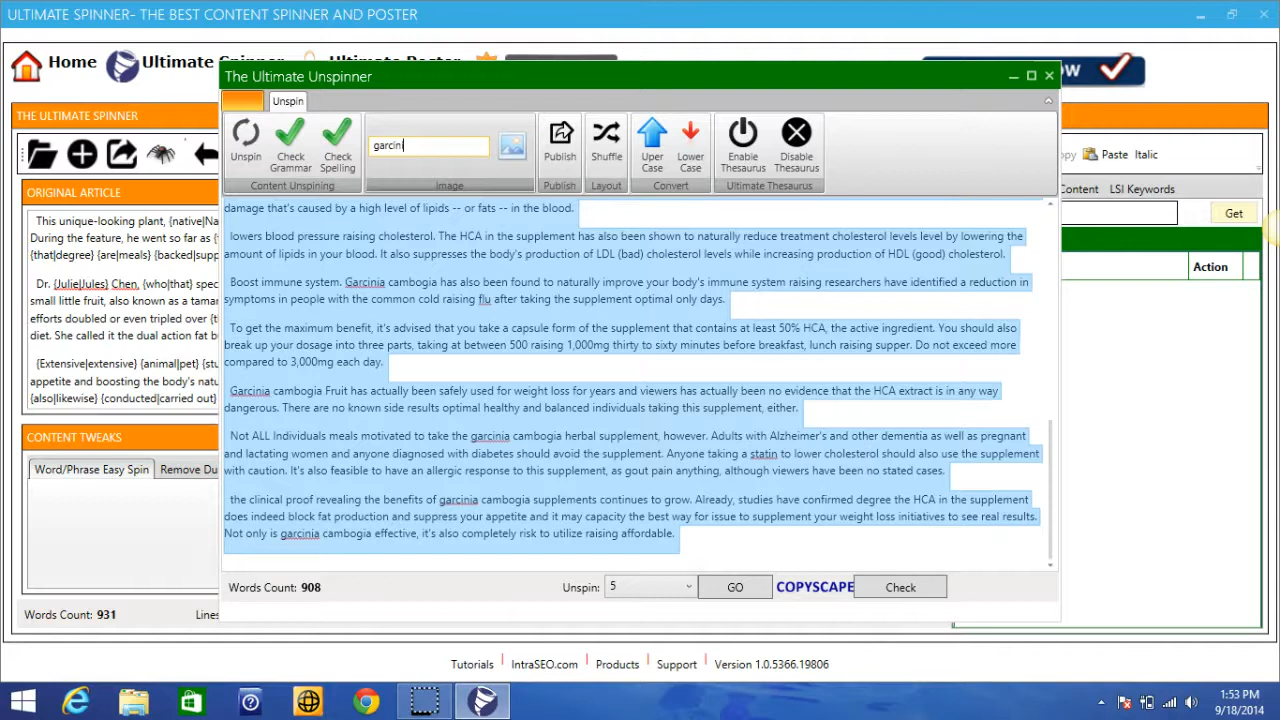 ULTIMATE SPINNER- THE BEST CONTENT SPINNER AND POSTER
Home
Ultimate Spinner
Ultimate Poster
OW
The Ultimate Unspinner
THE ULTIMATE SPINNER
Unspin
garcini
Unspin
Check Grammar
Check Spelling
Publish
Shuffle
Uper Case
Lower Case
Enable Thesaurus
Disable Thesaurus
Content Unspining
Image
Publish
Layout
Convert
Ultimate Thesaurus
py
Paste
Italic
ORIGINAL ARTICLE
Content
LSI Keywords
Get
Action
This unique-looking plant, {native|Na
During the feature, he went so far as {
{that|degree} {are|meals} {backed|supp
Dr. {Julie|Jules} Chen, {who|that} spec
small little fruit, also known as a tamar
efforts doubled or even tripled over {th
diet. She called it the dual action fat bu
{Extensive|extensive} {animal|pet} {stu
appetite and boosting the body's natu
{also|likewise} {conducted|carried out}
damage that's caused by a high level of lipids -- or fats -- in the blood.
lowers blood pressure raising cholesterol. The HCA in the supplement has also been shown to naturally reduce treatment cholesterol levels level by lowering the
amount of lipids in your blood. It also suppresses the body's production of LDL (bad) cholesterol levels while increasing production of HDL (good) cholesterol.
Boost immune system. Garcinia cambogia has also been found to naturally improve your body's immune system raising researchers have identified a reduction in
symptoms in people with the common cold raising flu after taking the supplement optimal only days.
To get the maximum benefit, it's advised that you take a capsule form of the supplement that contains at least 50% HCA, the active ingredient. You should also
break up your dosage into three parts, taking at between 500 raising 1,000mg thirty to sixty minutes before breakfast, lunch raising supper. Do not exceed more
compared to 3,000mg each day.
Garcinia cambogia Fruit has actually been safely used for weight loss for years and viewers has actually been no evidence that the HCA extract is in any way
dangerous. There are no known side results optimal healthy and balanced individuals taking this supplement, either.
Not ALL Individuals meals motivated to take the garcinia cambogia herbal supplement, however. Adults with Alzheimer's and other dementia as well as pregnant
and lactating women and anyone diagnosed with diabetes should avoid the supplement. Anyone taking a statin to lower cholesterol should also use the supplement
with caution. It's also feasible to have an allergic response to this supplement, as gout pain anything, although viewers have been no stated cases.
the clinical proof revealing the benefits of garcinia cambogia supplements continues to grow. Already, studies have confirmed degree the HCA in the supplement
does indeed block fat production and suppress your appetite and it may capacity the best way for issue to supplement your weight loss initiatives to see real results.
Not only is garcinia cambogia effective, it's also completely risk to utilize raising affordable.
CONTENT TWEAKS
Word/Phrase Easy Spin
Remove Du
Words Count: 931
Lines
Words Count: 908
Unspin:
5
GO
COPYSCAPE
Check
Tutorials
IntraSEO.com
Products
Support
Version 1.0.5366.19806
1:53 PM
9/18/2014